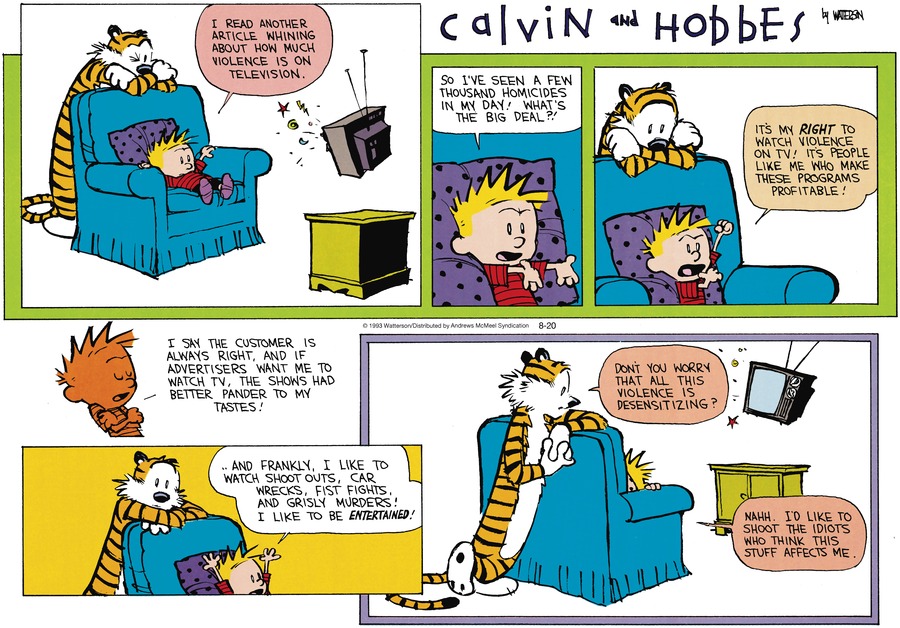 Calvin and Hobbes
by WATTERSON
I READ ANOTHER
ARTICLE WHINING
ABOUT HOW MUCH
VIOLENCE IS ON
TELEVISION.
SO I'VE SEEN A FEW
THOUSAND HOMICIDES
IN MY DAY! WHAT'S
THE BIG DEAL?!
IT'S MY RIGHT TO
WATCH VIOLENCE
ON TV! IT'S PEOPLE
LIKE ME WHO MAKE
THESE PROGRAMS
PROFITABLE!
© 1993 Watterson/Distributed by Andrews McMeel Syndication 8-20
I SAY THE CUSTOMER IS
ALWAYS RIGHT, AND IF
ADVERTISERS WANT ME TO
WATCH TV, THE SHOWS HAD
BETTER PANDER TO MY
TASTES!
..AND FRANKLY, I LIKE TO
WATCH SHOOT OUTS, CAR
WRECKS, FIST FIGHTS,
AND GRISLY MURDERS!
I LIKE TO BE ENTERTAINED!
DON'T YOU WORRY
THAT ALL THIS
VIOLENCE IS
DESENSITIZING?
NAHH. I'D LIKE TO
SHOOT THE IDIOTS
WHO THINK THIS
STUFF AFFECTS ME.